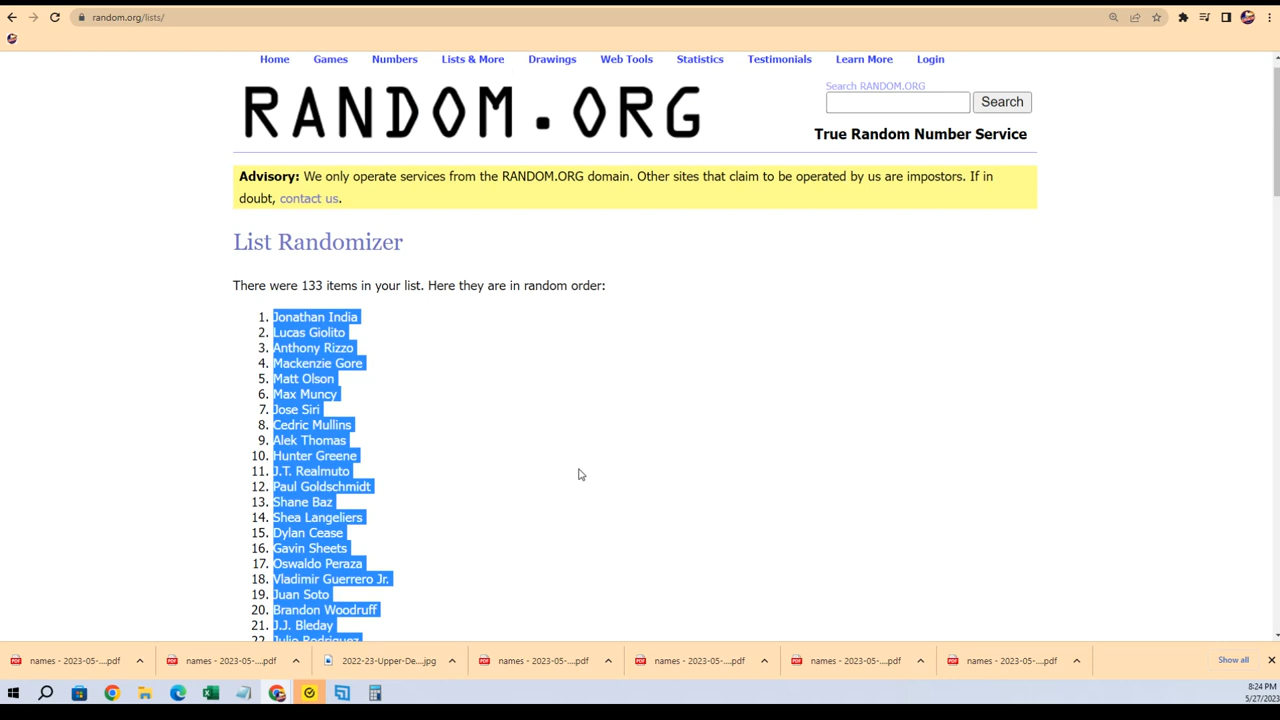 random.org/lists/
Home Games Numbers Lists & More Drawings Web Tools Statistics Testimonials Learn More Login
RANDOM.ORG
Search RANDOM.ORG
Search
True Random Number Service
Advisory: We only operate services from the RANDOM.ORG domain. Other sites that claim to be operated by us are impostors. If in
doubt, contact us.
List Randomizer
There were 133 items in your list. Here they are in random order:
1. Jonathan India
2. Lucas Giolito
3. Anthony Rizzo
4. Mackenzie Gore
5. Matt Olson
6. Max Muncy
7. Jose Siri
8. Cedric Mullins
9. Alek Thomas
10. Hunter Greene
11. J.T. Realmuto
12. Paul Goldschmidt
13. Shane Baz
14. Shea Langeliers
15. Dylan Cease
16. Gavin Sheets
17. Oswaldo Peraza
18. Vladimir Guerrero Jr.
19. Juan Soto
20. Brandon Woodruff
21. J.J. Bleday
22. Julio Rodriguez
names - 2023-05-....pdf names - 2023-05-....pdf 2022-23-Upper-De....jpg names - 2023-05-....pdf names - 2023-05-....pdf names - 2023-05-....pdf names - 2023-05-....pdf Show all
8:24 PM
5/27/2023